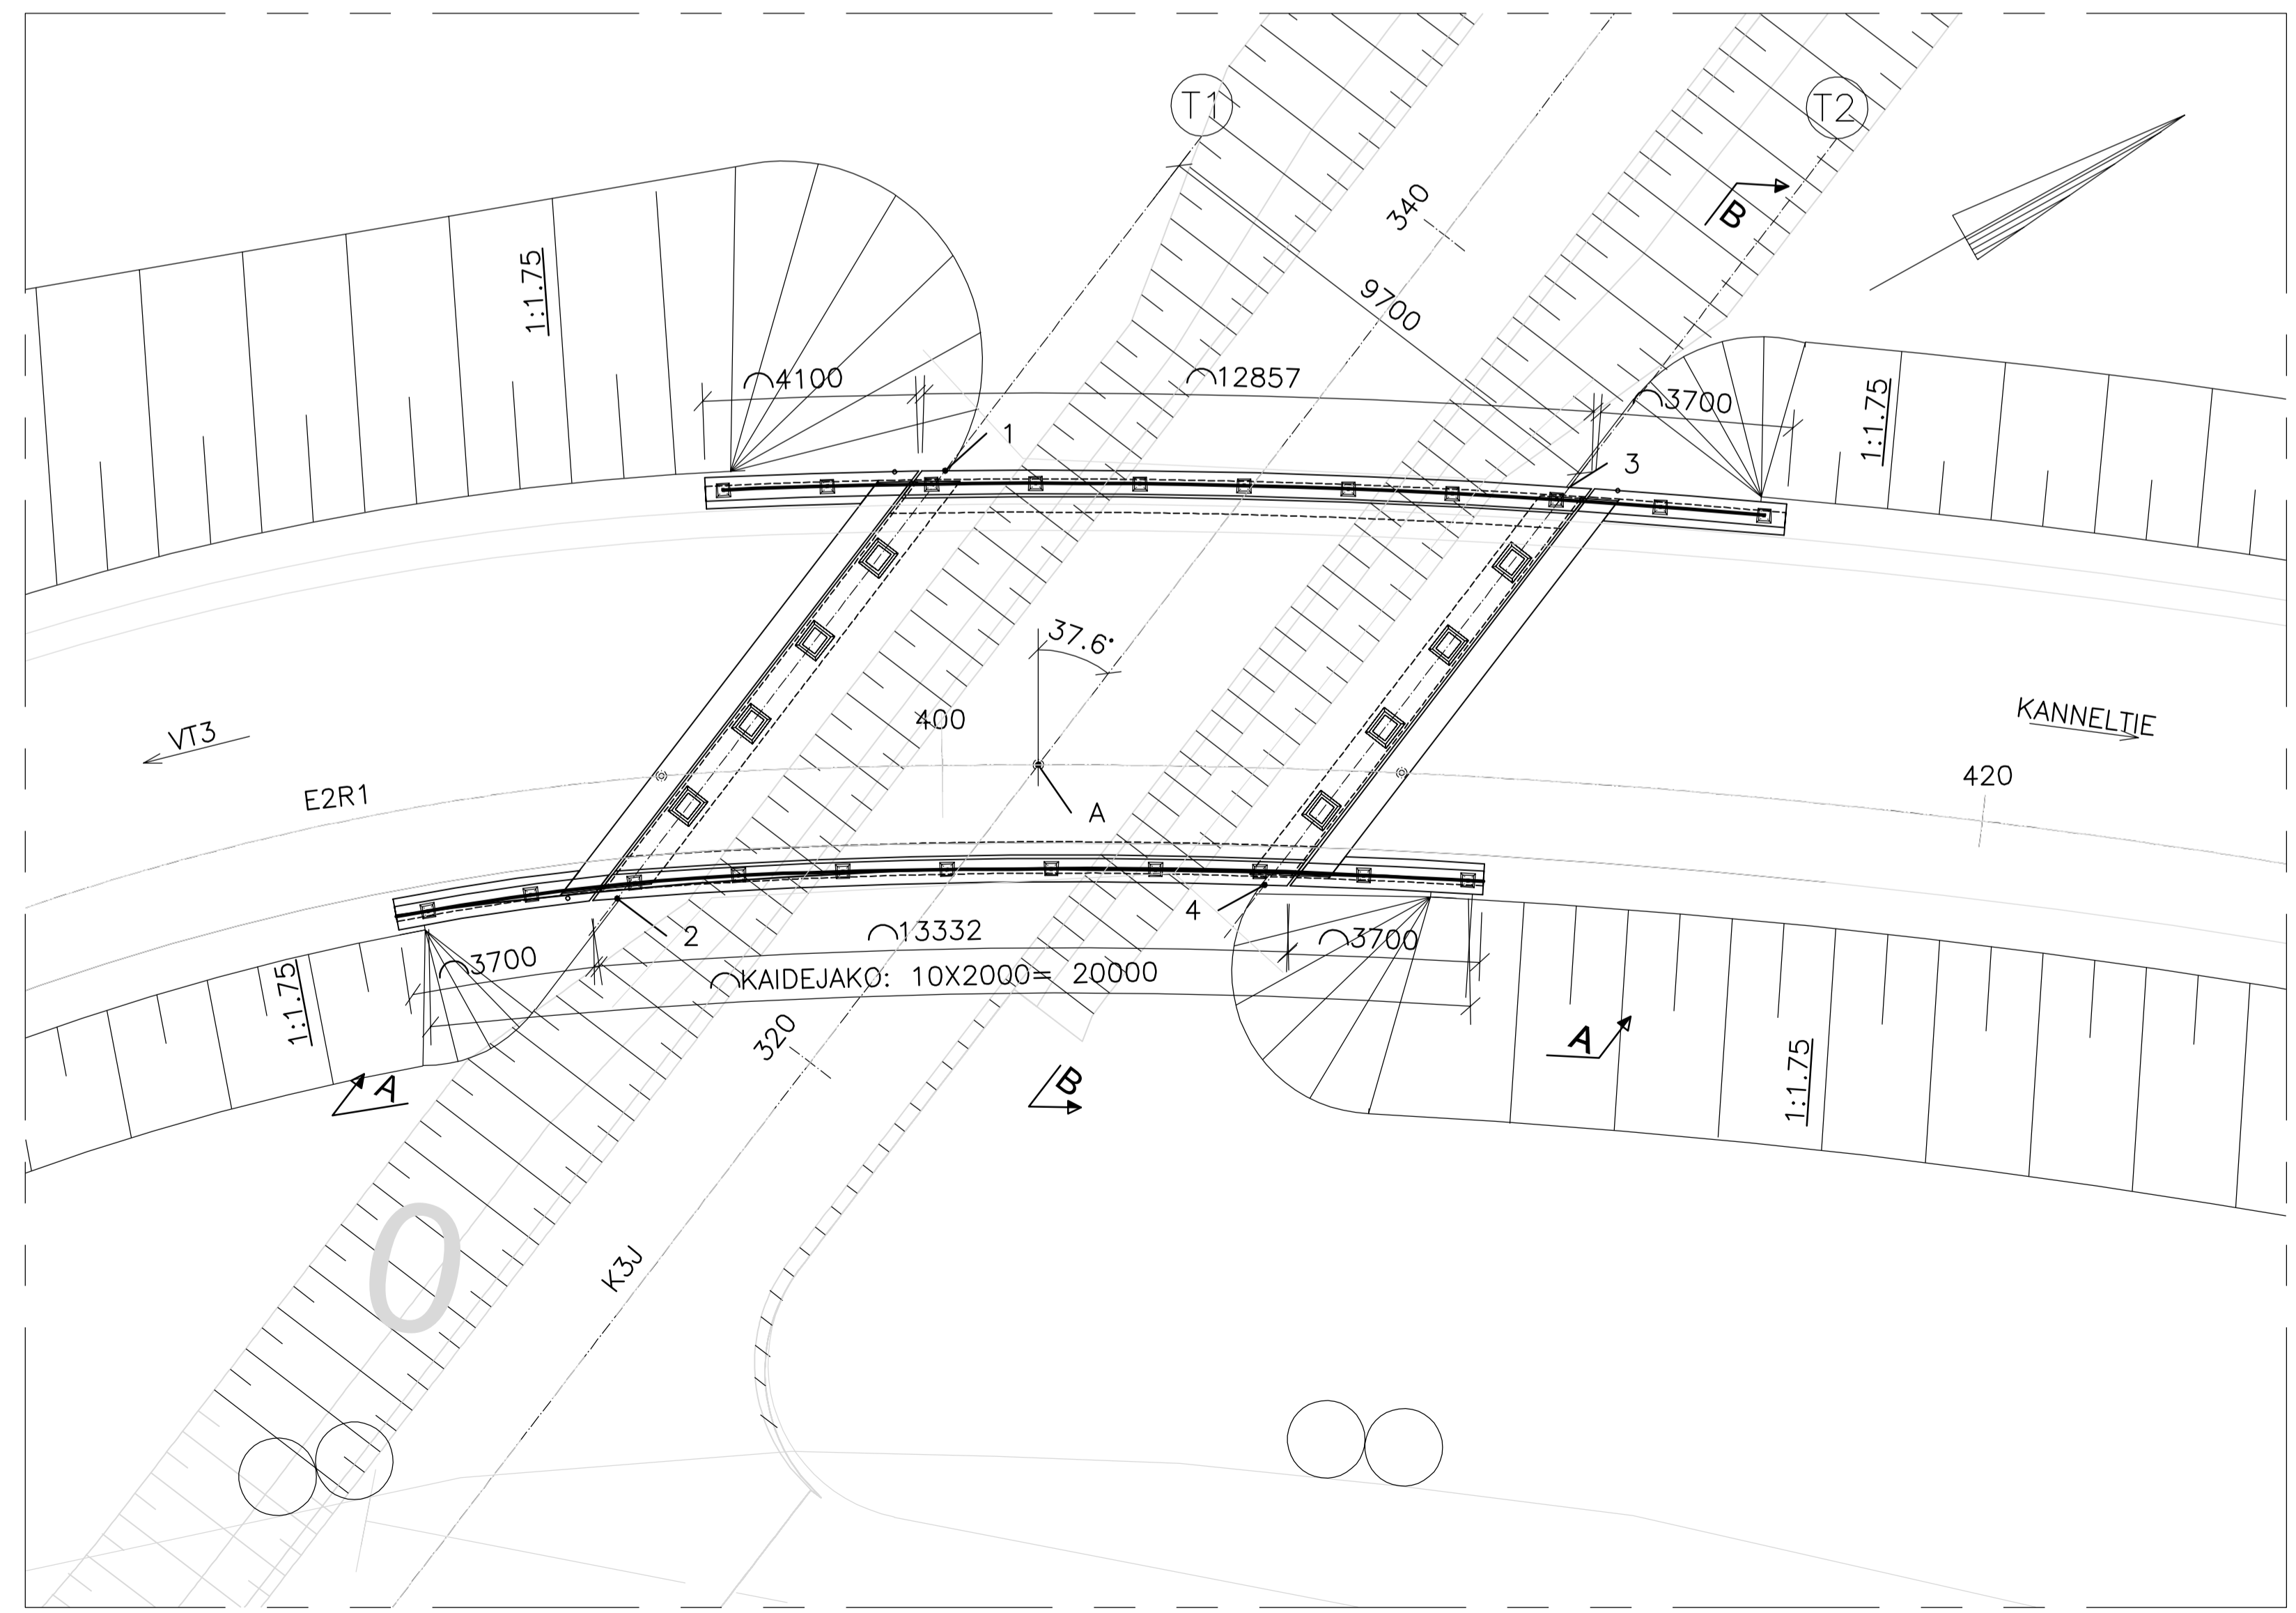 T1
T2
B
340
1:1.75
9700
⌒4100
⌒12857
⌒3700
1:1.75
1
3
37.6°
400
VT3
KANNELTIE
E2R1
420
A
4
2
⌒13332
⌒3700
⌒3700
⌒KAIDEJAKO: 10X2000= 20000
1:1.75
320
A
A
B
1:1.75
0
K3J